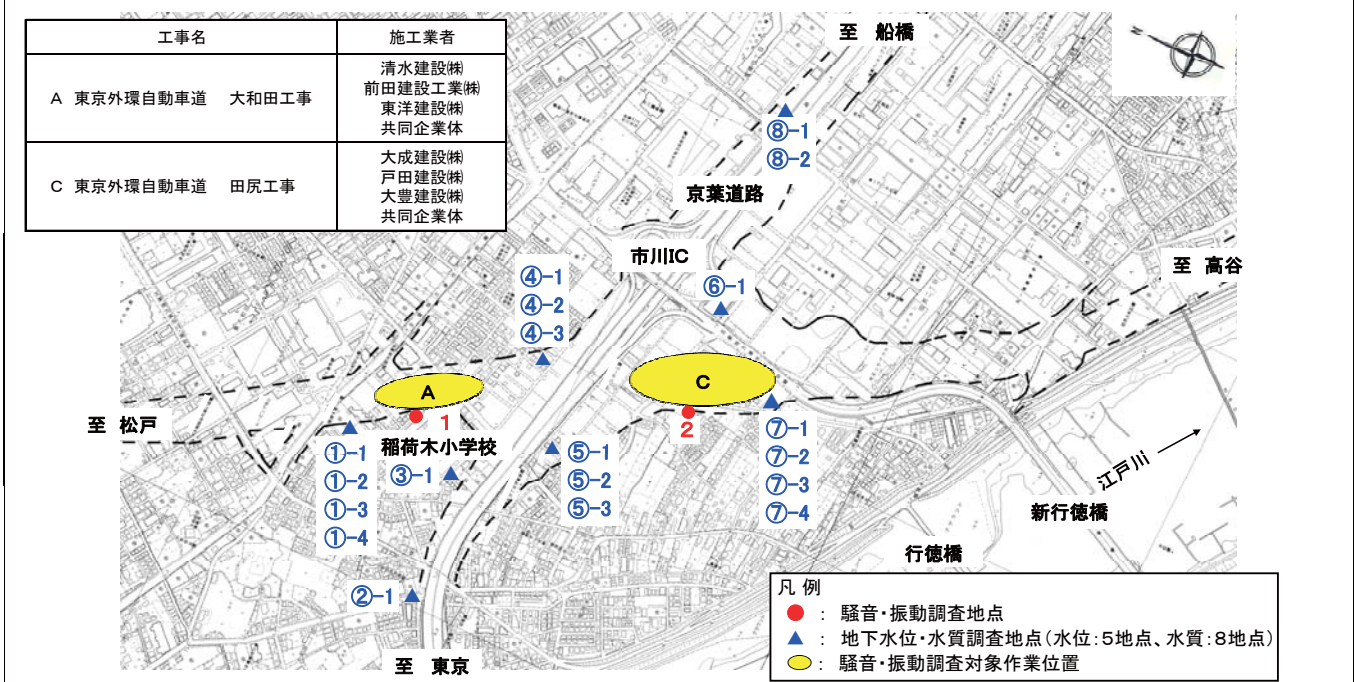 工事名 施工業者
A 東京外環自動車道 大和田工事
清水建設㈱
前田建設工業㈱
東洋建設㈱
共同企業体
C 東京外環自動車道 田尻工事
大成建設㈱
戸田建設㈱
大豊建設㈱
共同企業体
至 船橋
N
⑧-1
⑧-2
京葉道路
市川IC
至 高谷
④-1
④-2
④-3
⑥-1
A
C
至 松戸
1
2
稲荷木小学校
①-1
①-2
①-3
①-4
③-1
⑤-1
⑤-2
⑤-3
⑦-1
⑦-2
⑦-3
⑦-4
江戸川
新行徳橋
行徳橋
②-1
至 東京
凡 例
： 騒音・振動調査地点
： 地下水位・水質調査地点（水位：5地点、水質：8地点）
： 騒音・振動調査対象作業位置